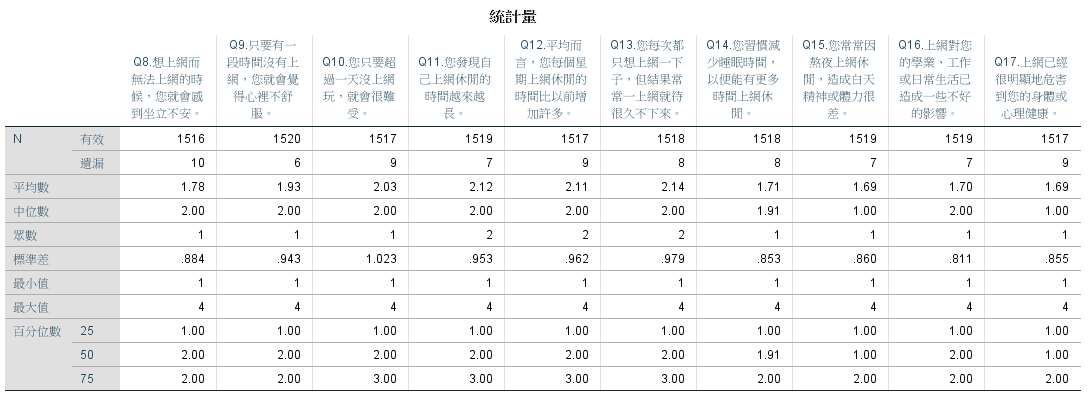 統計量
Q8.想上網而無法上網的時候，您就會感到坐立不安。
Q9.只要有一段時間沒有上網，您就會覺得心裡不舒服。
Q10.您只要超過一天沒上網玩，就會很難受。
Q11.您發現自己上網休閒的時間越來越長。
Q12.平均而言，您每個星期上網休閒的時間比以前增加許多。
Q13.您每次都只想上網一下子，但結果常常一上網就待很久不下來。
Q14.您習慣減少睡眠時間，以便能有更多時間上網休閒。
Q15.您常常因熬夜上網休閒，造成白天精神或體力很差。
Q16.上網對您的學業、工作或日常生活已造成一些不好的影響。
Q17.上網已經很明顯地危害到您的身體或心理健康。
N 有效 1516 1520 1517 1519 1517 1518 1518 1519 1519 1517
遺漏 10 6 9 7 9 8 8 7 7 9
平均數 1.78 1.93 2.03 2.12 2.11 2.14 1.71 1.69 1.70 1.69
中位數 2.00 2.00 2.00 2.00 2.00 2.00 1.91 1.00 2.00 1.00
眾數 1 1 1 2 2 2 1 1 1 1
標準差 .884 .943 1.023 .953 .962 .979 .853 .860 .811 .855
最小值 1 1 1 1 1 1 1 1 1 1
最大值 4 4 4 4 4 4 4 4 4 4
百分位數 25 1.00 1.00 1.00 1.00 1.00 1.00 1.00 1.00 1.00 1.00
50 2.00 2.00 2.00 2.00 2.00 2.00 1.91 1.00 2.00 1.00
75 2.00 2.00 3.00 3.00 3.00 3.00 2.00 2.00 2.00 2.00